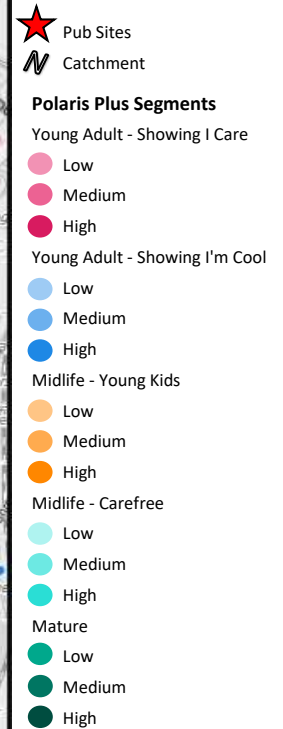 Pub Sites
Catchment
Polaris Plus Segments
Young Adult - Showing I Care
Low
Medium
High
Young Adult - Showing I'm Cool
Low
Medium
High
Midlife - Young Kids
Low
Medium
High
Midlife - Carefree
Low
Medium
High
Mature
Low
Medium
High